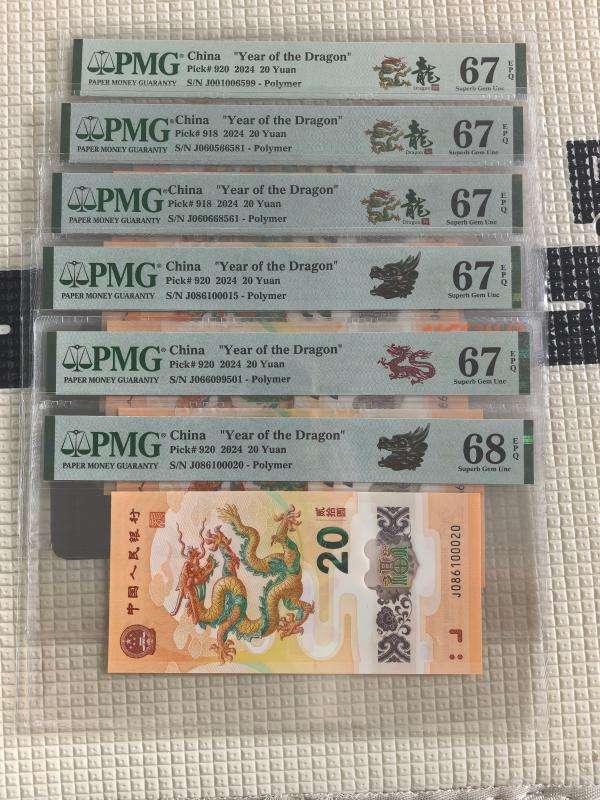 PMG® China "Year of the Dragon"
Pick# 920 2024 20 Yuan
PAPER MONEY GUARANTY S/N J001006599 - Polymer
龍
Dragon
67 EPQ
Superb Gem Unc
PMG® China "Year of the Dragon"
Pick# 918 2024 20 Yuan
PAPER MONEY GUARANTY S/N J060566581 - Polymer
龍
Dragon
67 EPQ
Superb Gem Unc
PMG® China "Year of the Dragon"
Pick# 918 2024 20 Yuan
PAPER MONEY GUARANTY S/N J060668561 - Polymer
龍
Dragon
67 EPQ
Superb Gem Unc
PMG® China "Year of the Dragon"
Pick# 920 2024 20 Yuan
PAPER MONEY GUARANTY S/N J086100015 - Polymer
67 EPQ
Superb Gem Unc
PMG® China "Year of the Dragon"
Pick# 920 2024 20 Yuan
PAPER MONEY GUARANTY S/N J066099501 - Polymer
67 EPQ
Superb Gem Unc
PMG® China "Year of the Dragon"
Pick# 920 2024 20 Yuan
PAPER MONEY GUARANTY S/N J086100020 - Polymer
68 EPQ
Superb Gem Unc
中国人民银行
贰拾圆
20
J086100020